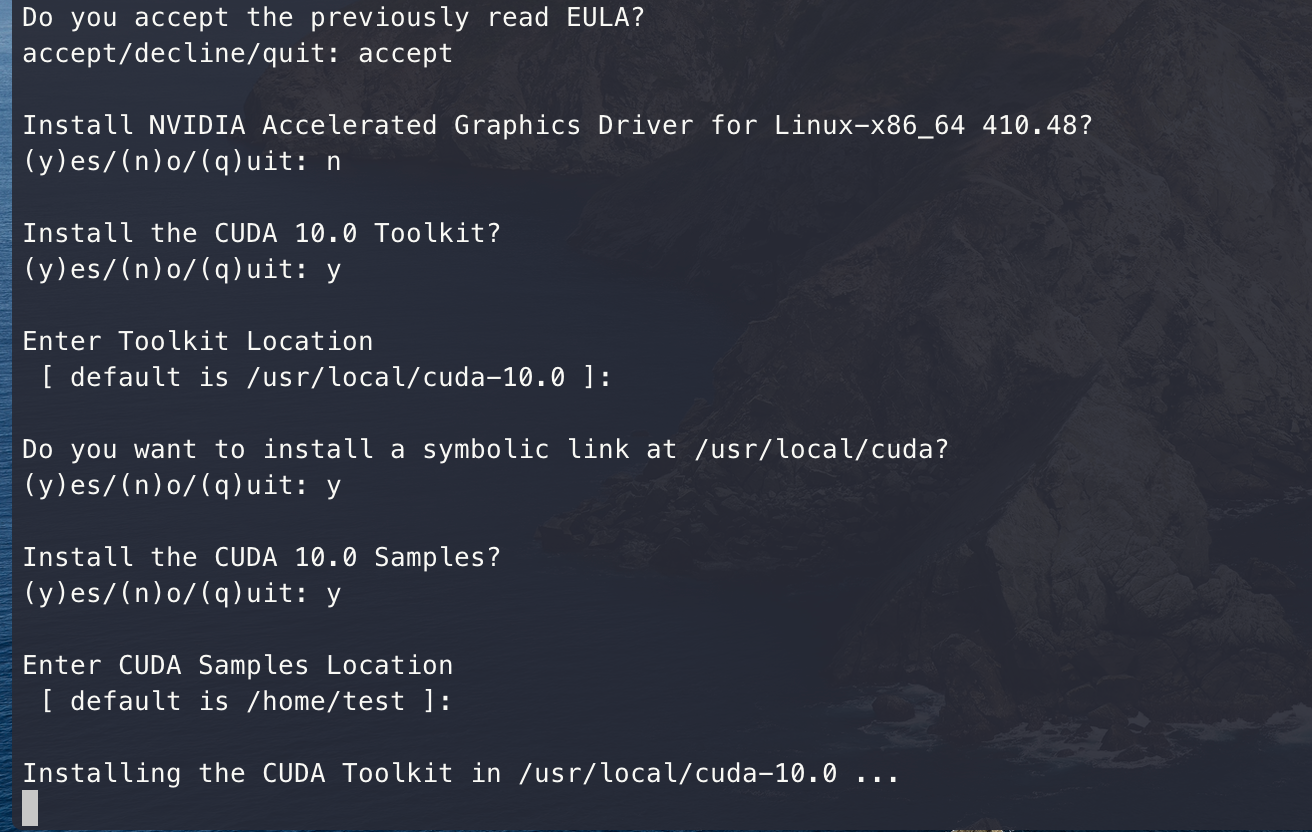 Do you accept the previously read EULA?
accept/decline/quit: accept
Install NVIDIA Accelerated Graphics Driver for Linux-x86_64 410.48?
(y)es/(n)o/(q)uit: n
Install the CUDA 10.0 Toolkit?
(y)es/(n)o/(q)uit: y
Enter Toolkit Location
[ default is /usr/local/cuda-10.0 ]:
Do you want to install a symbolic link at /usr/local/cuda?
(y)es/(n)o/(q)uit: y
Install the CUDA 10.0 Samples?
(y)es/(n)o/(q)uit: y
Enter CUDA Samples Location
[ default is /home/test ]:
Installing the CUDA Toolkit in /usr/local/cuda-10.0 ...